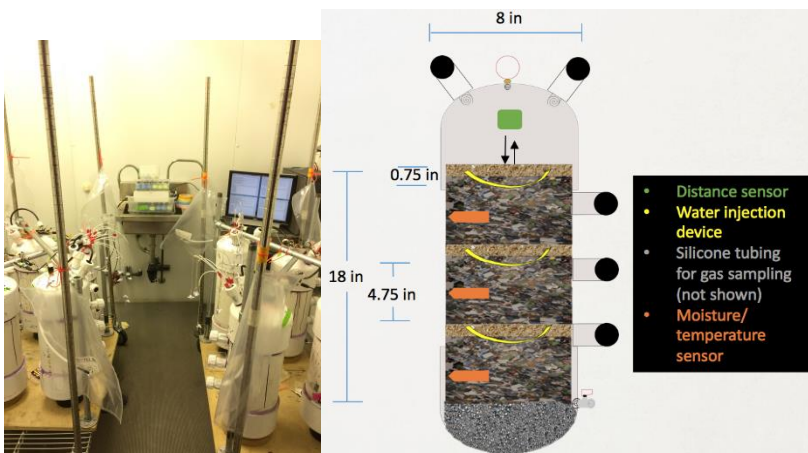 8 in
0.75 in
18 in
4.75 in
• Distance sensor
• Water injection
device
• Silicone tubing
for gas sampling
(not shown)
• Moisture/
temperature
sensor